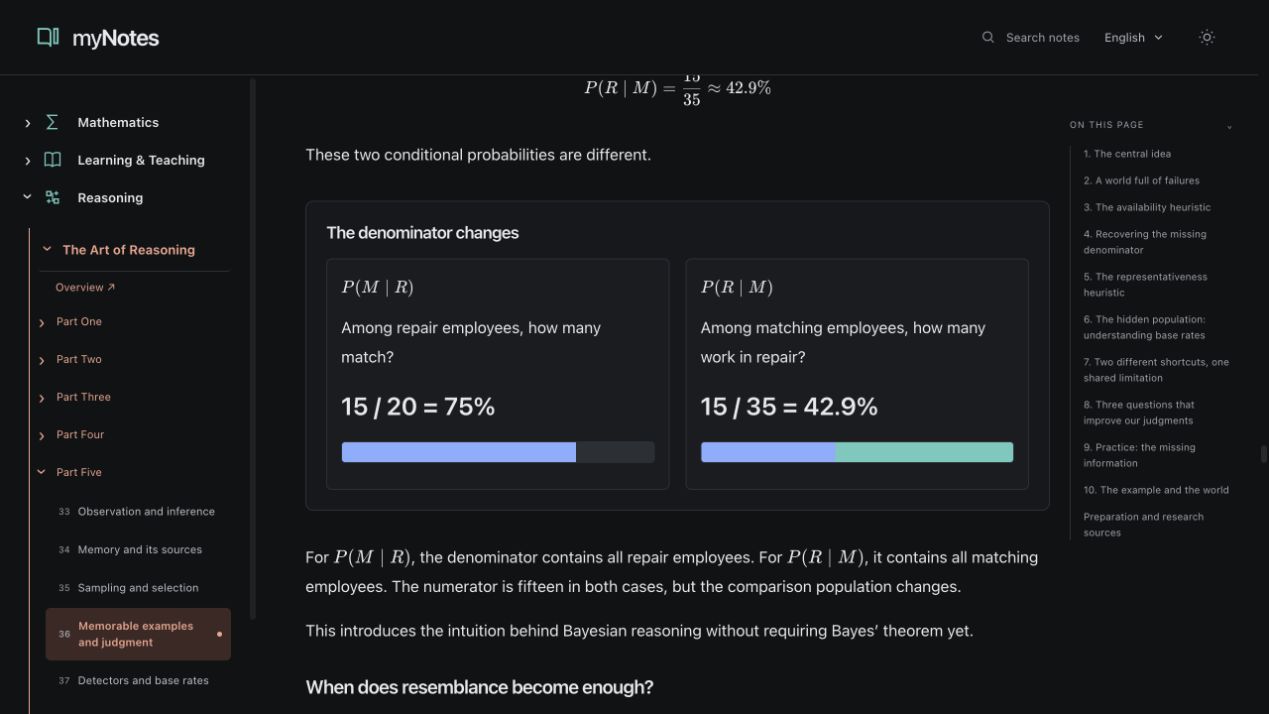 myNotes
Search notes
English
Mathematics
Learning & Teaching
Reasoning
The Art of Reasoning
Overview ↗
Part One
Part Two
Part Three
Part Four
Part Five
33 Observation and inference
34 Memory and its sources
35 Sampling and selection
36 Memorable examples
and judgment
37 Detectors and base rates
P(R | M) = 15/35 ≈ 42.9%
These two conditional probabilities are different.
The denominator changes
P(M | R)
Among repair employees, how many
match?
15 / 20 = 75%
P(R | M)
Among matching employees, how many
work in repair?
15 / 35 = 42.9%
For P(M | R), the denominator contains all repair employees. For P(R | M), it contains all matching
employees. The numerator is fifteen in both cases, but the comparison population changes.
This introduces the intuition behind Bayesian reasoning without requiring Bayes’ theorem yet.
When does resemblance become enough?
ON THIS PAGE
1. The central idea
2. A world full of failures
3. The availability heuristic
4. Recovering the missing
denominator
5. The representativeness
heuristic
6. The hidden population:
understanding base rates
7. Two different shortcuts, one
shared limitation
8. Three questions that
improve our judgments
9. Practice: the missing
information
10. The example and the world
Preparation and research
sources